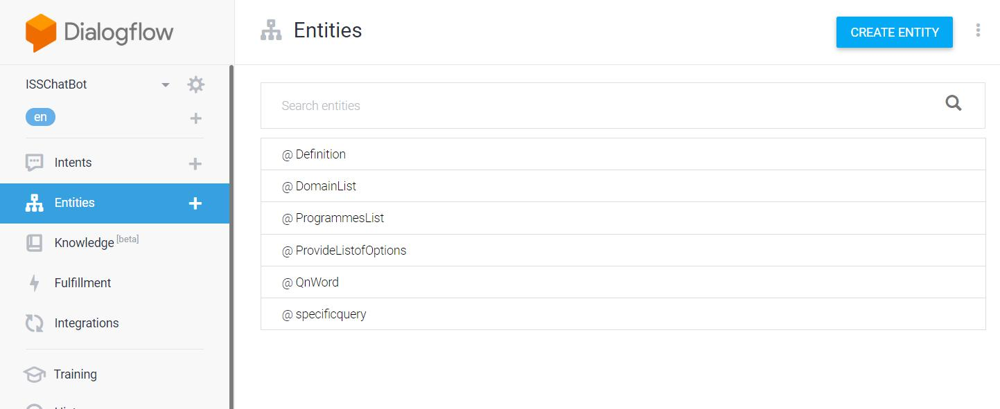 Dialogflow
Entities
CREATE ENTITY
ISSChatBot
en
Intents
Entities
Knowledge [beta]
Fulfillment
Integrations
Training
Search entities
@ Definition
@ DomainList
@ ProgrammesList
@ ProvideListofOptions
@ QnWord
@ specificquery